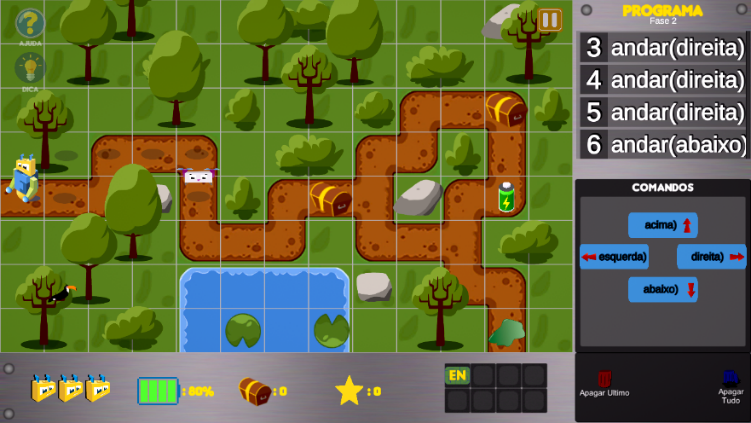 AJUDA
DICA
PROGRAMA
Fase 2
3 andar(direita)
4 andar(direita)
5 andar(direita)
6 andar(abaixo)
COMANDOS
acima)
esquerda)
direita)
abaixo)
: 80%
: 0
: 0
EN
Apagar Ultimo
Apagar
Tudo